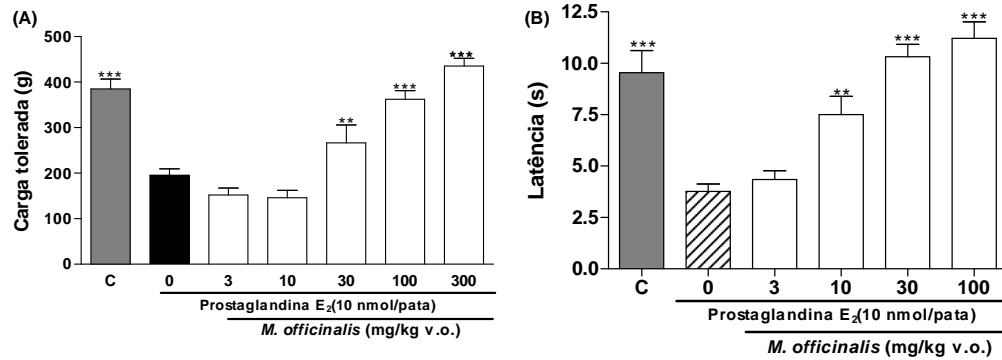 (A)
Carga tolerada (g)
500
400
300
200
100
0
***
**
***
***
C 0 3 10 30 100 300
Prostaglandina E₂(10 nmol/pata)
M. officinalis (mg/kg v.o.)
(B)
Latência (s)
12.5
10.0
7.5
5.0
2.5
0.0
***
**
***
***
C 0 3 10 30 100
Prostaglandina E₂(10 nmol/pata)
M. officinalis (mg/kg v.o.)